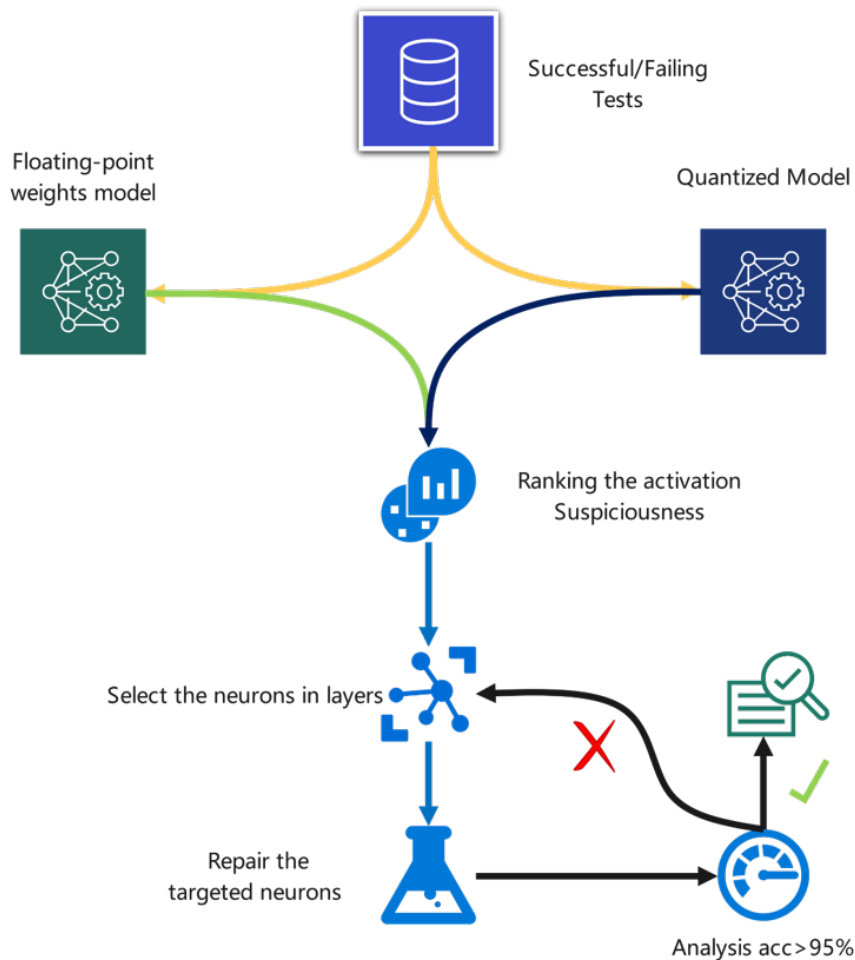 Successful/Failing
Tests
Floating-point
weights model
Quantized Model
Ranking the activation
Suspiciousness
Select the neurons in layers
Repair the
targeted neurons
Analysis acc>95%